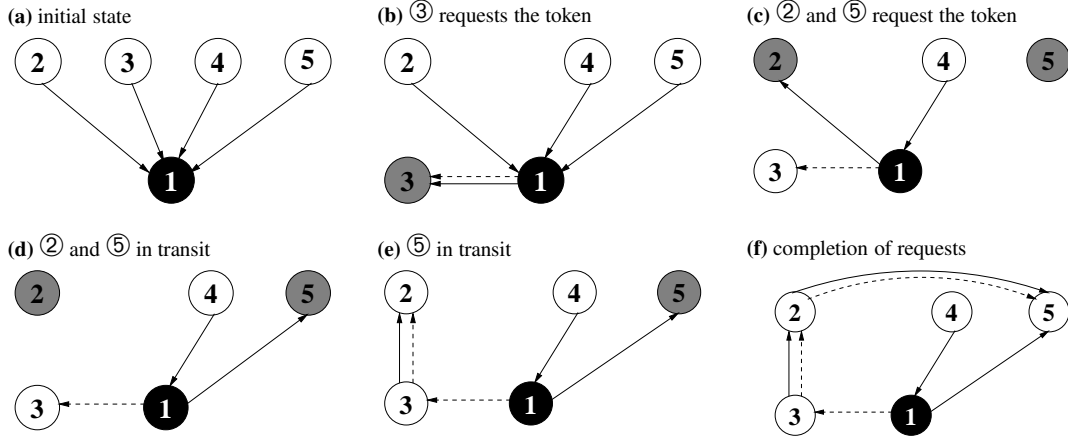 (a) initial state
2 3 4 5
1
(b) ③ requests the token
2 4 5
3 1
(c) ② and ⑤ request the token
2 4 5
3 1
(d) ② and ⑤ in transit
2 4 5
3 1
(e) ⑤ in transit
2 4 5
3 1
(f) completion of requests
2 4 5
3 1